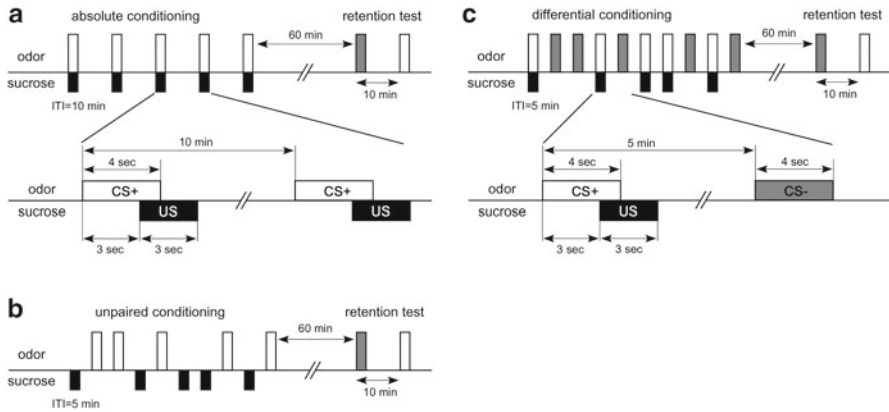 a
absolute conditioning
retention test
60 min
odor
sucrose
ITI=10 min
10 min
10 min
4 sec
odor
CS+
CS+
sucrose
US
US
3 sec
3 sec
b
unpaired conditioning
retention test
60 min
odor
sucrose
ITI=5 min
10 min
c
differential conditioning
retention test
60 min
odor
sucrose
ITI=5 min
10 min
5 min
4 sec
4 sec
odor
CS+
CS-
sucrose
US
3 sec
3 sec